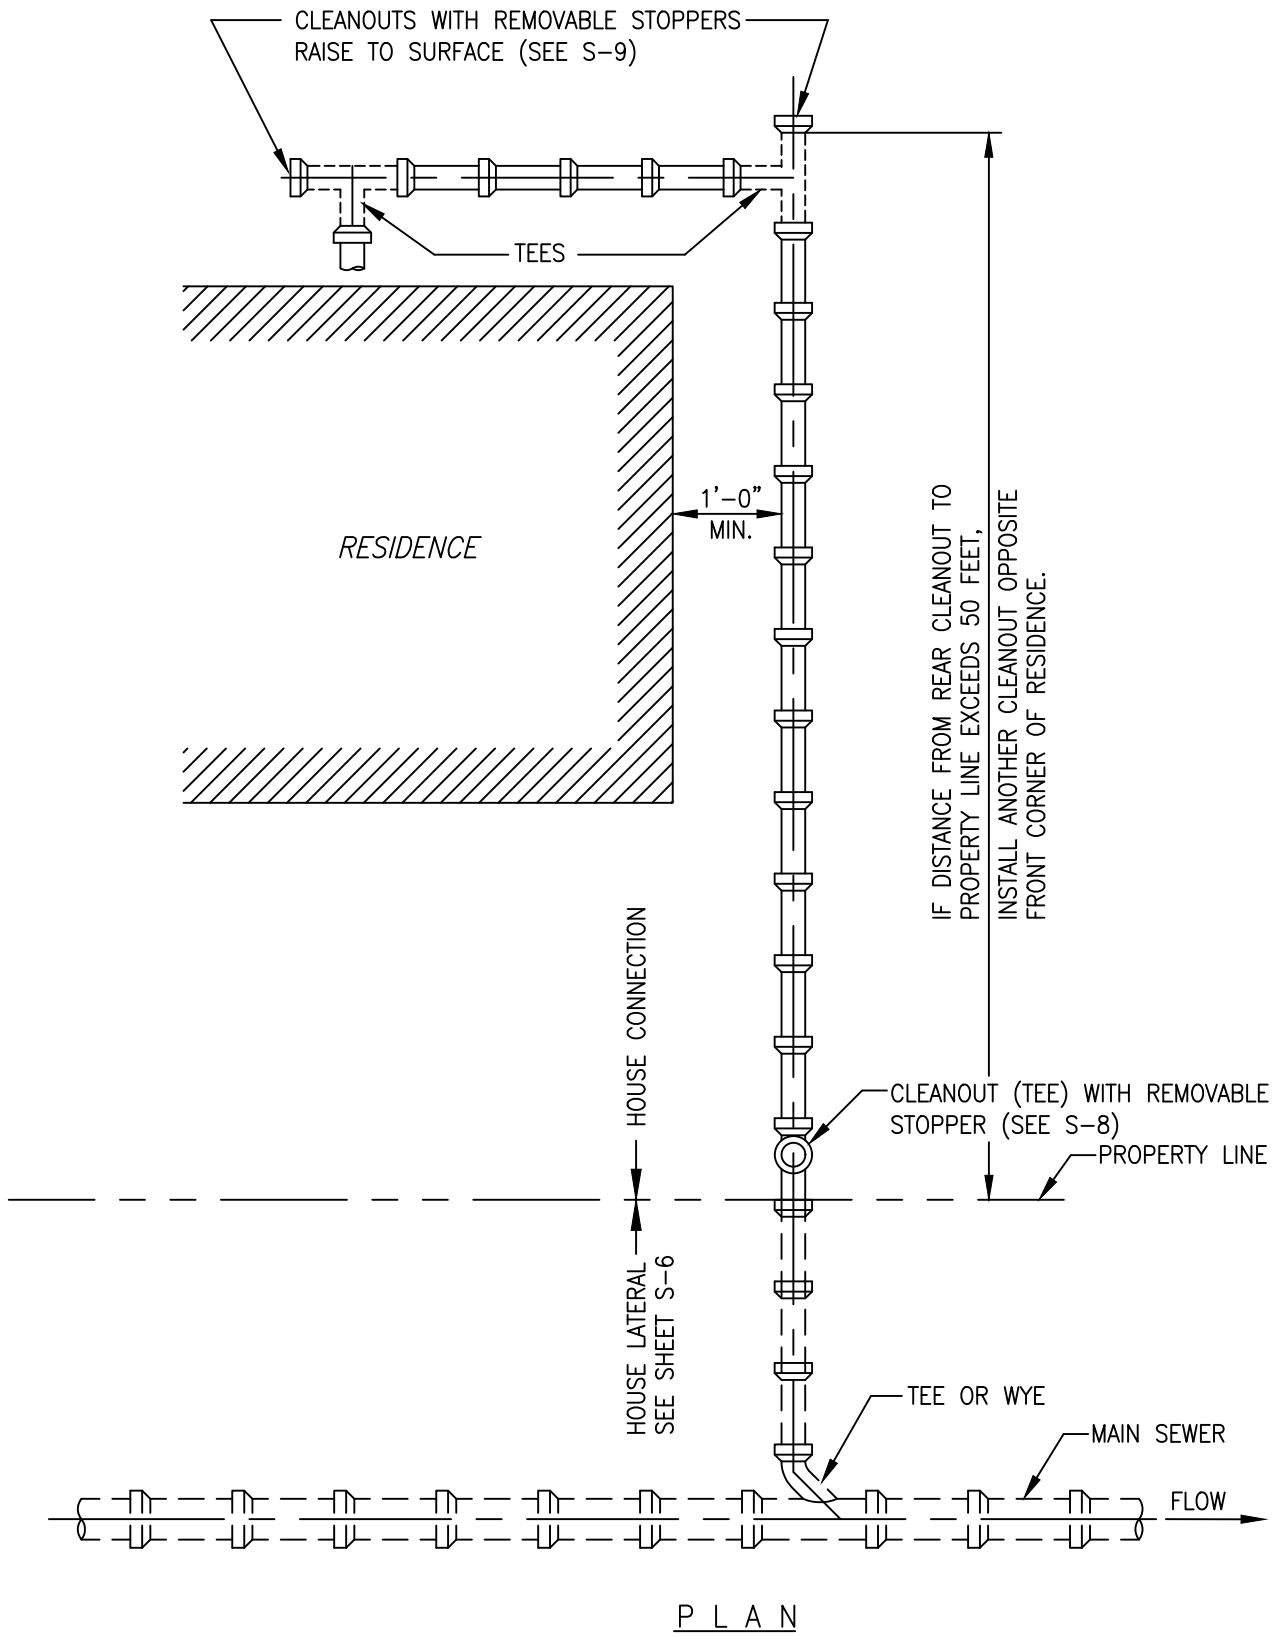 CLEANOUTS WITH REMOVABLE STOPPERS
RAISE TO SURFACE (SEE S-9)
TEES
RESIDENCE
1'-0"
MIN.
IF DISTANCE FROM REAR CLEANOUT TO
PROPERTY LINE EXCEEDS 50 FEET,
INSTALL ANOTHER CLEANOUT OPPOSITE
FRONT CORNER OF RESIDENCE.
HOUSE CONNECTION
CLEANOUT (TEE) WITH REMOVABLE
STOPPER (SEE S-8)
PROPERTY LINE
HOUSE LATERAL
SEE SHEET S-6
TEE OR WYE
MAIN SEWER
FLOW
PLAN